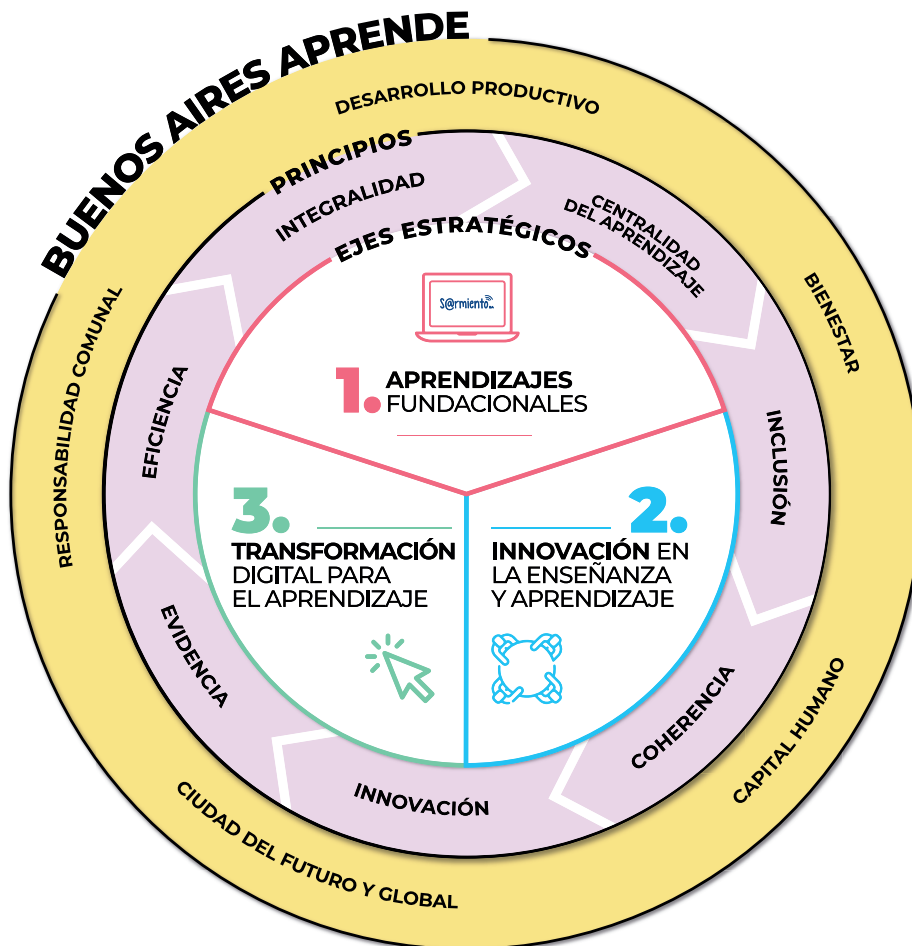 BUENOS AIRES APRENDE
DESARROLLO PRODUCTIVO
BIENESTAR
CAPITAL HUMANO
CIUDAD DEL FUTURO Y GLOBAL
RESPONSABILIDAD COMUNAL
PRINCIPIOS
INTEGRALIDAD
CENTRALIDAD
DEL APRENDIZAJE
INCLUSIÓN
COHERENCIA
INNOVACIÓN
EVIDENCIA
EFICIENCIA
EJES ESTRATÉGICOS
S@rmiento
1. APRENDIZAJES
FUNDACIONALES
2.
INNOVACIÓN EN
LA ENSEÑANZA
Y APRENDIZAJE
3.
TRANSFORMACIÓN
DIGITAL PARA
EL APRENDIZAJE